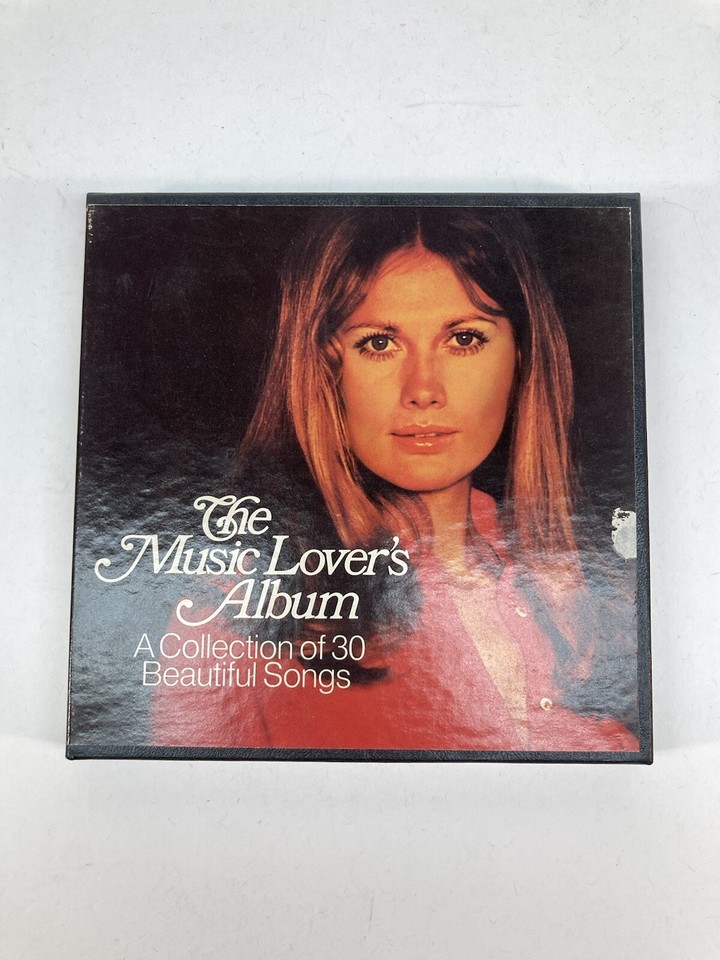 The
Music Lover's
Album
A Collection of 30
Beautiful Songs